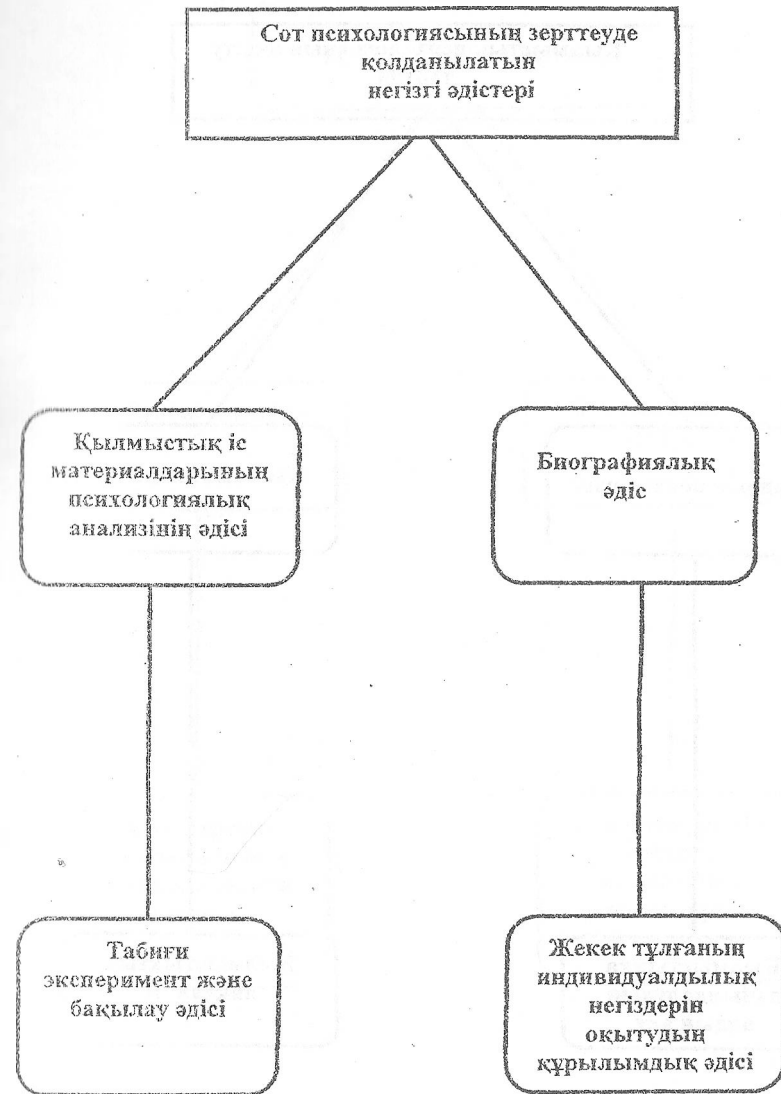 Сот психологиясының зерттеуде
қолданылатын
негізгі әдістері
Қылмыстық іс
материалдарының
психологиялық
анализінің әдісі
Биографиялық
әдіс
Табиғи
эксперимент және
бақылау әдісі
Жекек тұлғаның
индивидуалдылық
негіздерін
оқытудың
құрылымдық әдісі